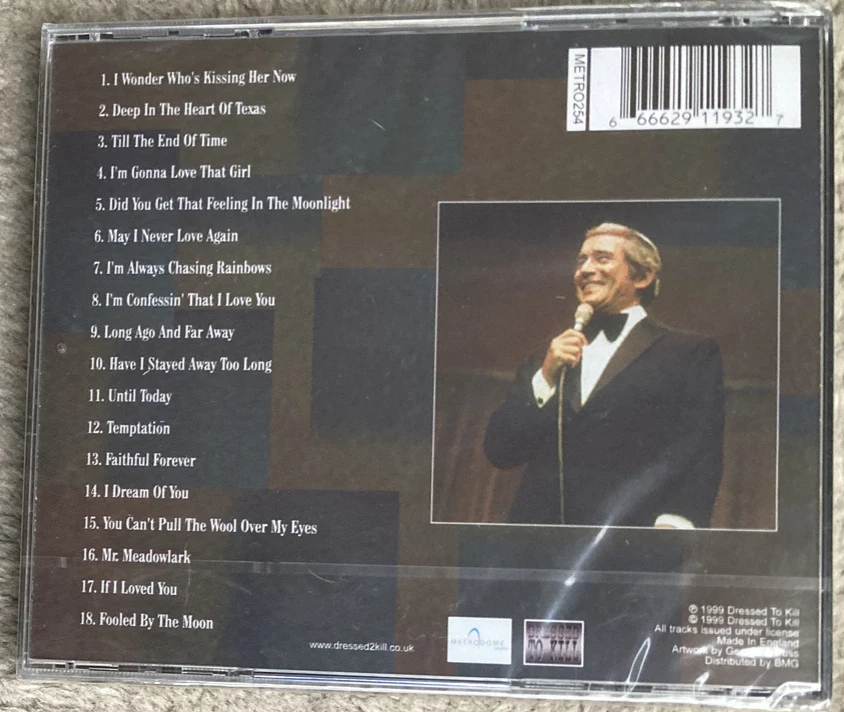 1. I Wonder Who's Kissing Her Now
2. Deep In The Heart Of Texas
3. Till The End Of Time
4. I'm Gonna Love That Girl
5. Did You Get That Feeling In The Moonlight
6. May I Never Love Again
7. I'm Always Chasing Rainbows
8. I'm Confessin' That I Love You
9. Long Ago And Far Away
10. Have I Stayed Away Too Long
11. Until Today
12. Temptation
13. Faithful Forever
14. I Dream Of You
15. You Can't Pull The Wool Over My Eyes
16. Mr. Meadowlark
17. If I Loved You
18. Fooled By The Moon
METRO254
6 66629 11932 7
www.dressed2kill.co.uk
METRODOME
DRESSED
TO KILL
℗ 1999 Dressed To Kill
© 1999 Dressed To Kill
All tracks issued under license
Made In England
Artwork by
Distributed by BMG